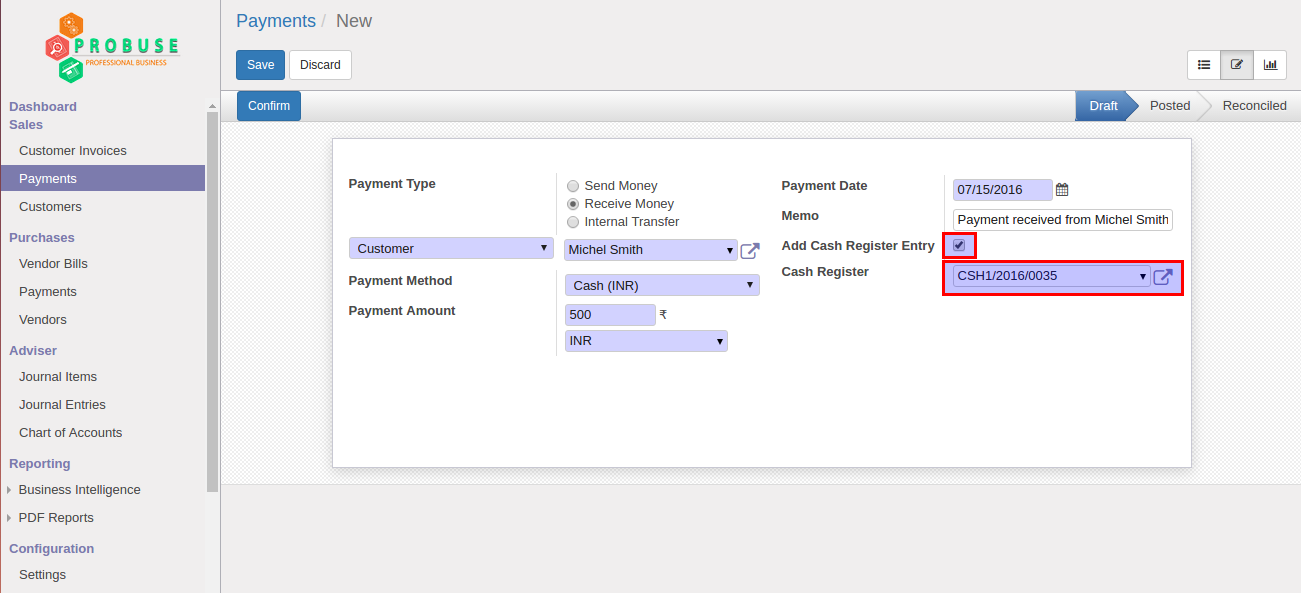 PROBUSE
PROFESSIONAL BUSINESS
Dashboard
Sales
Customer Invoices
Payments
Customers
Purchases
Vendor Bills
Payments
Vendors
Adviser
Journal Items
Journal Entries
Chart of Accounts
Reporting
Business Intelligence
PDF Reports
Configuration
Settings
Payments / New
Save Discard
Confirm Draft Posted Reconciled
Payment Type
Send Money
Receive Money
Internal Transfer
Customer Michel Smith
Payment Method Cash (INR)
Payment Amount 500 ₹
INR
Payment Date 07/15/2016
Memo Payment received from Michel Smith
Add Cash Register Entry
Cash Register CSH1/2016/0035